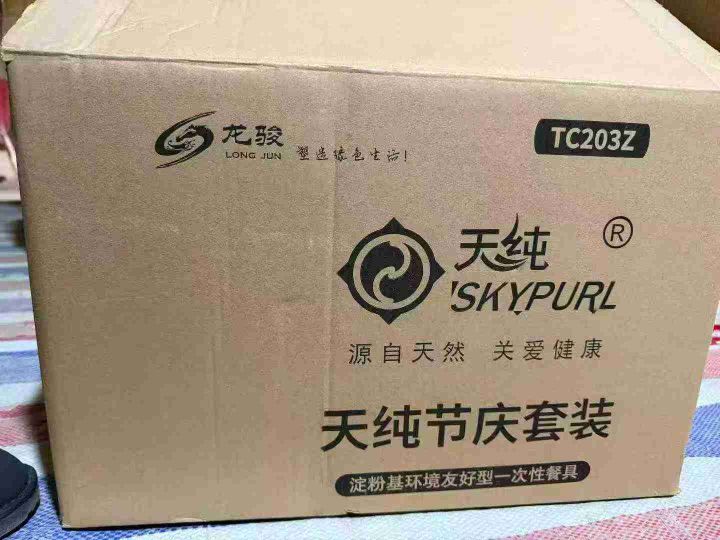 龙骏
LONG JUN
塑造绿色生活!
TC203Z
天纯
®
SKYPURL
源自天然 关爱健康
天纯节庆套装
淀粉基环境友好型一次性餐具